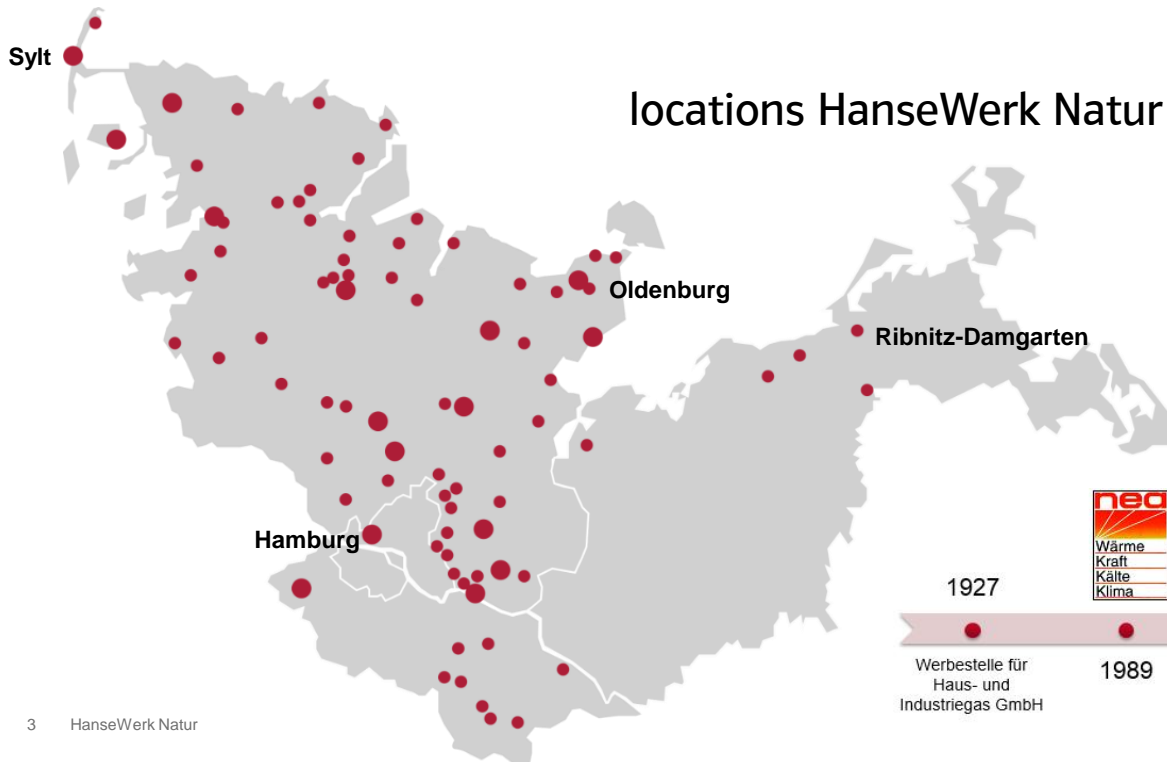 locations HanseWerk Natur
Sylt
Oldenburg
Ribnitz-Damgarten
Hamburg
Wärme
Kraft
Kälte
Klima
1927
Werbestelle für
Haus- und
Industriegas GmbH
1989
3 HanseWerk Natur